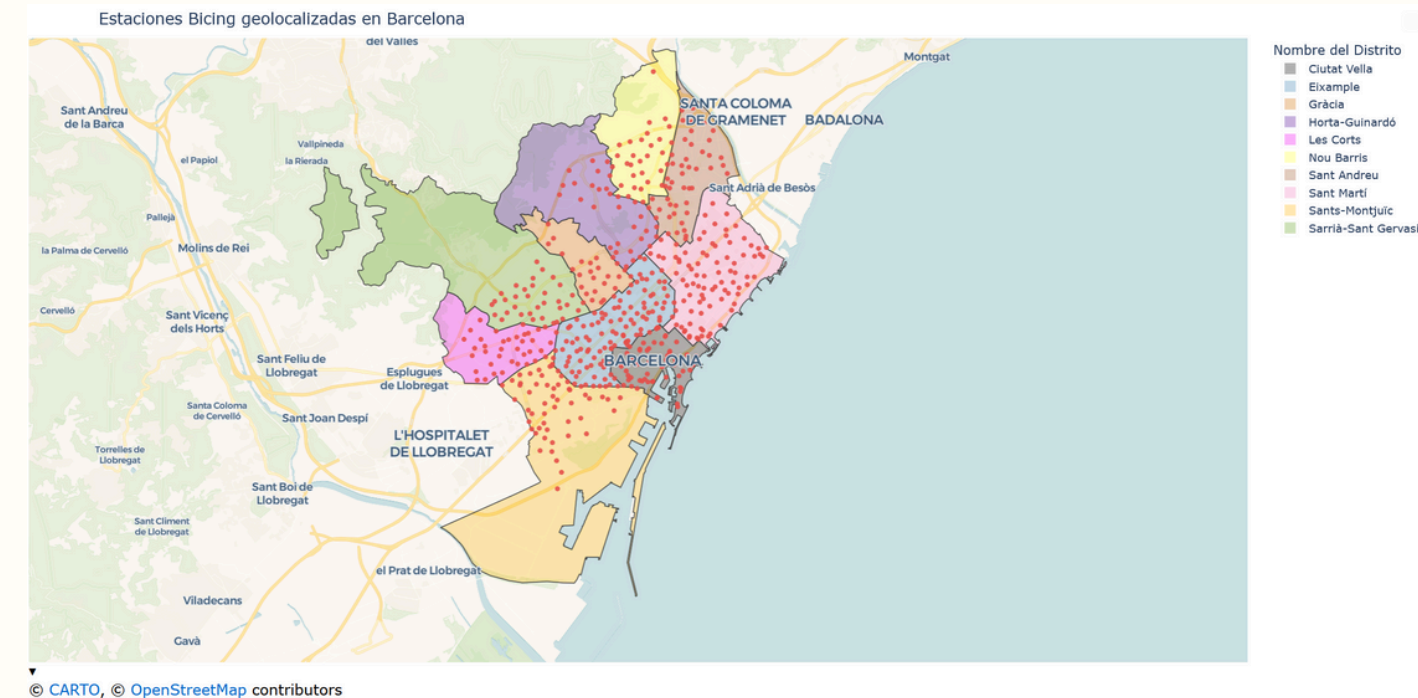 Estaciones Bicing geolocalizadas en Barcelona
del Vallès
Montgat
Nombre del Distrito
Ciutat Vella
Eixample
Gràcia
Horta-Guinardó
Les Corts
Nou Barris
Sant Andreu
Sant Martí
Sants-Montjuïc
Sarrià-Sant Gervasi
Sant Andreu
de la Barca
SANTA COLOMA
DE GRAMENET
BADALONA
Vallpineda
el Papiol
la Rierada
Sant Adrià de Besòs
Pallejà
la Palma de Cervelló
Molins de Rei
Cervelló
Sant Vicenç
dels Horts
Sant Feliu de
Llobregat
BARCELONA
Esplugues
de Llobregat
Santa Coloma
de Cervelló
Sant Joan Despí
L'HOSPITALET
DE LLOBREGAT
Torrelles de
Llobregat
Sant Boi de
Llobregat
Sant Climent
de Llobregat
el Prat de Llobregat
Viladecans
Gavà
© CARTO, © OpenStreetMap contributors